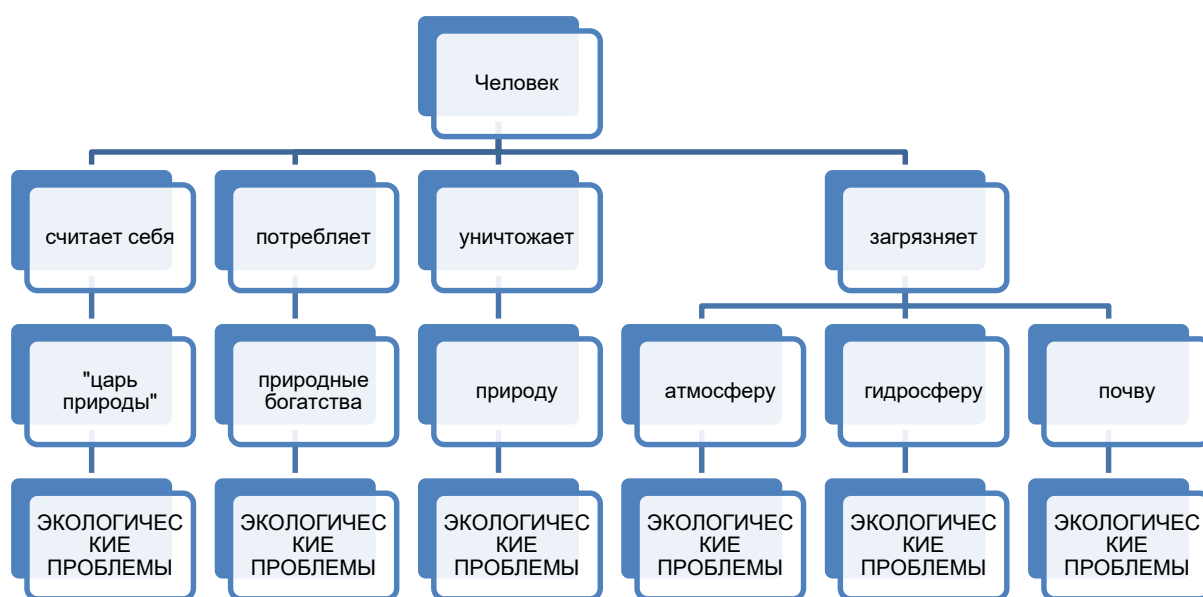 Человек
считает себя
потребляет
уничтожает
загрязняет
"царь
природы"
природные
богатства
природу
атмосферу
гидросферу
почву
ЭКОЛОГИЧЕС
КИЕ
ПРОБЛЕМЫ
ЭКОЛОГИЧЕС
КИЕ
ПРОБЛЕМЫ
ЭКОЛОГИЧЕС
КИЕ
ПРОБЛЕМЫ
ЭКОЛОГИЧЕС
КИЕ
ПРОБЛЕМЫ
ЭКОЛОГИЧЕС
КИЕ
ПРОБЛЕМЫ
ЭКОЛОГИЧЕС
КИЕ
ПРОБЛЕМЫ